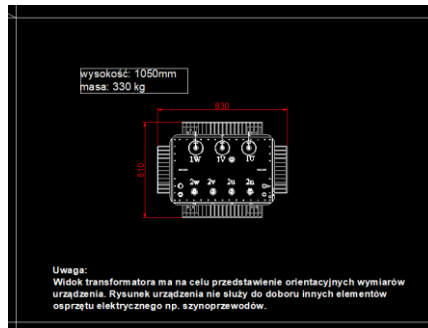 wysokość: 1050mm
masa: 330 kg
830
610
1W 1V 1U
2w 2v 2u 2n
Uwaga:
Widok transformatora ma na celu przedstawienie orientacyjnych wymiarów
urządzenia. Rysunek urządzenia nie służy do doboru innych elementów
osprzętu elektrycznego np. szynoprzewodów.